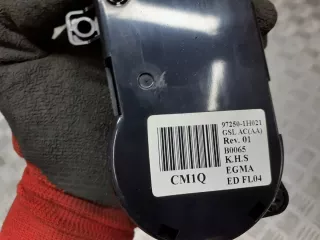 97250-1H021
GSL AC(AA)
Rev. 01
B0065
K.H.S
CM1Q
EGMA
ED FL04